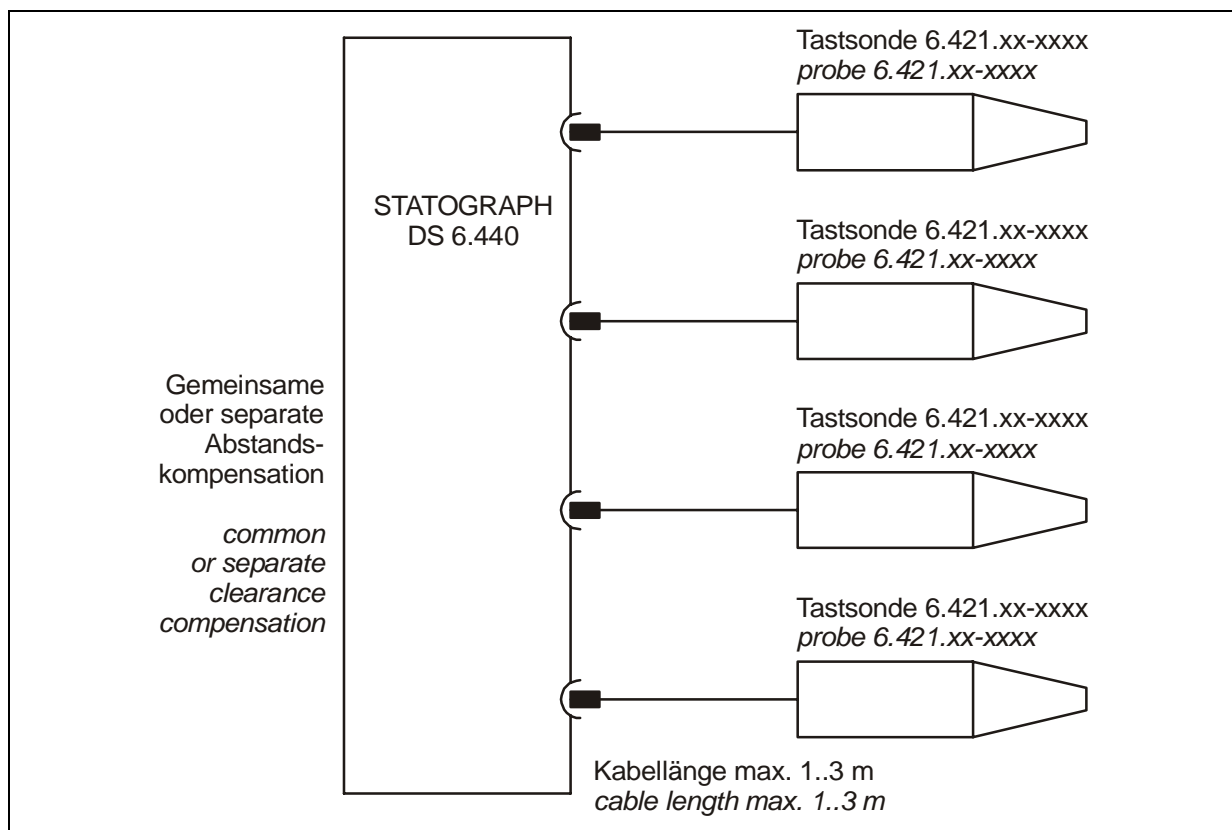 Tastsonde 6.421.xx-xxxx
probe 6.421.xx-xxxx
STATOGRAPH
DS 6.440
Tastsonde 6.421.xx-xxxx
probe 6.421.xx-xxxx
Gemeinsame
oder separate
Abstands-
kompensation
common
or separate
clearance
compensation
Tastsonde 6.421.xx-xxxx
probe 6.421.xx-xxxx
Tastsonde 6.421.xx-xxxx
probe 6.421.xx-xxxx
Kabellänge max. 1..3 m
cable length max. 1..3 m